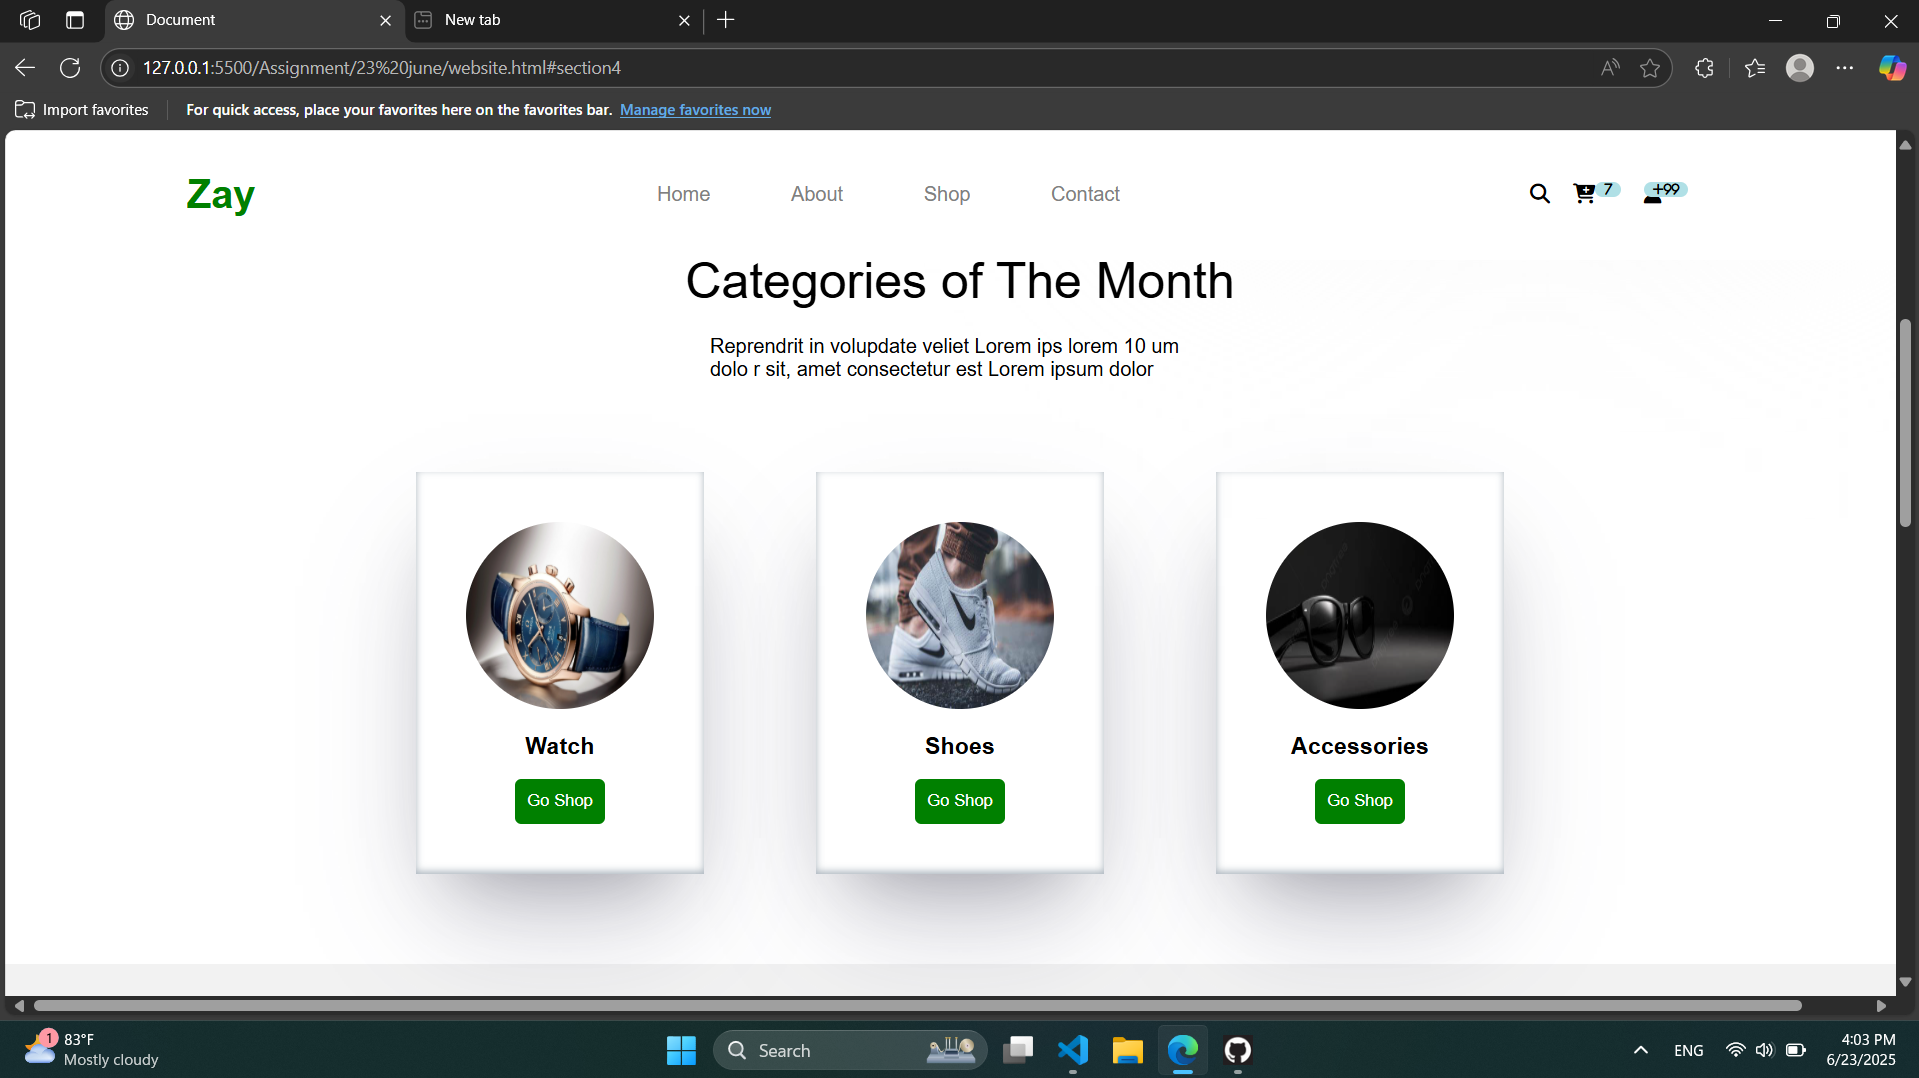 Document
New tab
127.0.0.1:5500/Assignment/23%20june/website.html#section4
Import favorites
For quick access, place your favorites here on the favorites bar. Manage favorites now
Zay
Home
About
Shop
Contact
7
+99
Categories of The Month
Reprendrit in volupdate veliet Lorem ips lorem 10 um
dolo r sit, amet consectetur est Lorem ipsum dolor
Watch
Shoes
Accessories
Go Shop
Go Shop
Go Shop
1
83°F
Mostly cloudy
Search
ENG
4:03 PM
6/23/2025